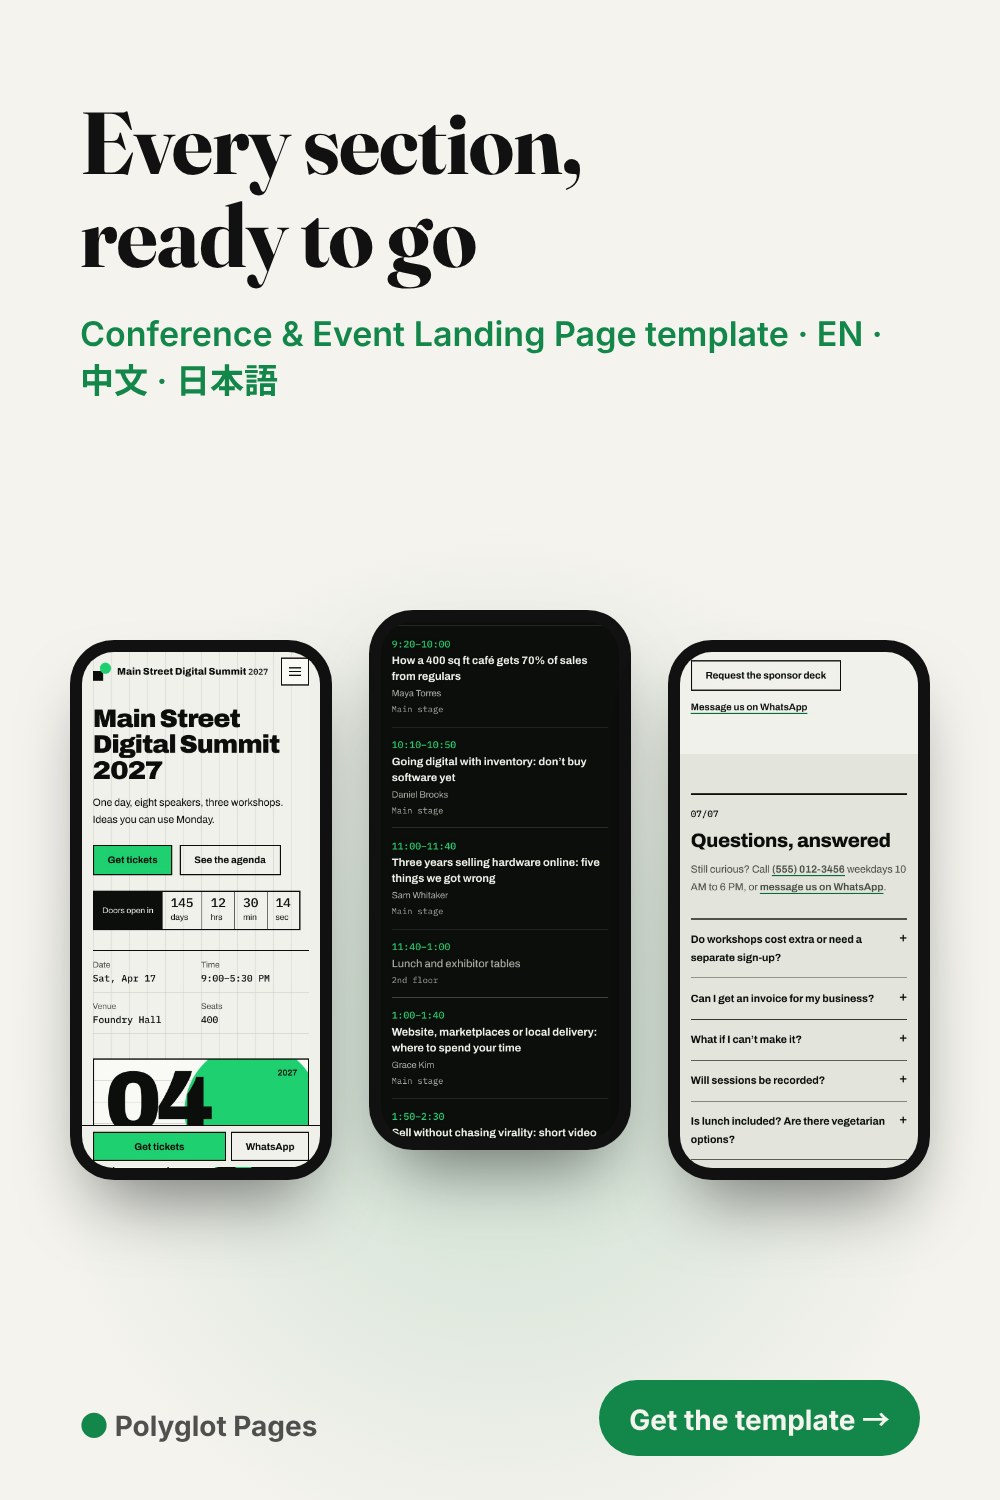 Every section,
ready to go
Conference & Event Landing Page template · EN ·
中文 · 日本語
Main Street Digital Summit 2027
Main Street
Digital Summit
2027
One day, eight speakers, three workshops.
Ideas you can use Monday.
Get tickets
See the agenda
Doors open in
145 12 30 14
days hrs min sec
Date Time
Sat, Apr 17 9:00–5:30 PM
Venue Seats
Foundry Hall 400
04
2027
Get tickets
WhatsApp
9:20–10:00
How a 400 sq ft café gets 70% of sales
from regulars
Maya Torres
Main stage
10:10–10:50
Going digital with inventory: don’t buy
software yet
Daniel Brooks
Main stage
11:00–11:40
Three years selling hardware online: five
things we got wrong
Sam Whitaker
Main stage
11:40–1:00
Lunch and exhibitor tables
2nd floor
1:00–1:40
Website, marketplaces or local delivery:
where to spend your time
Grace Kim
Main stage
1:50–2:30
Sell without chasing virality: short video
Request the sponsor deck
Message us on WhatsApp
07/07
Questions, answered
Still curious? Call (555) 012-3456 weekdays 10
AM to 6 PM, or message us on WhatsApp.
Do workshops cost extra or need a +
separate sign-up?
Can I get an invoice for my business? +
What if I can’t make it? +
Will sessions be recorded? +
Is lunch included? Are there vegetarian +
options?
Polyglot Pages
Get the template →